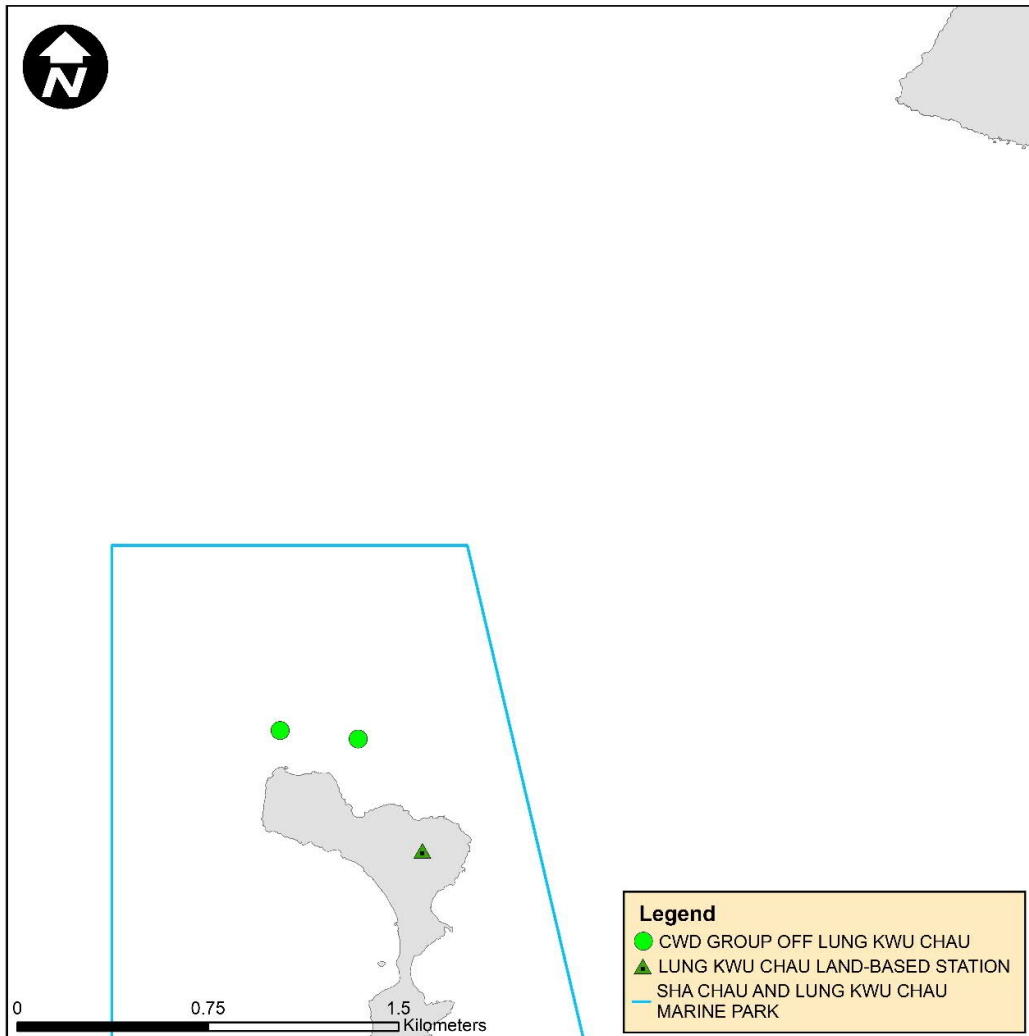 N
Legend
CWD GROUP OFF LUNG KWU CHAU
LUNG KWU CHAU LAND-BASED STATION
SHA CHAU AND LUNG KWU CHAU
MARINE PARK
0 0.75 1.5
Kilometers